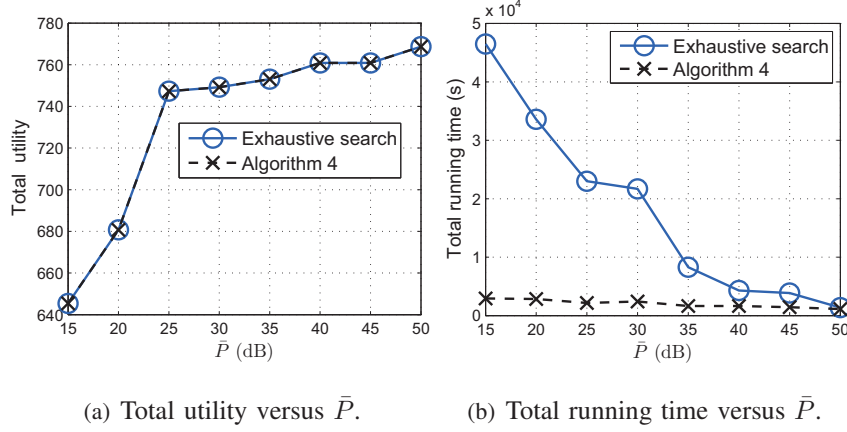 780
760
740
720
700
680
660
640
15 20 25 30 35 40 45 50
Total utility
P̄ (dB)
Exhaustive search
Algorithm 4
(a) Total utility versus P̄.
x 10⁴
5
4
3
2
1
0
15 20 25 30 35 40 45 50
Total running time (s)
P̄ (dB)
Exhaustive search
Algorithm 4
(b) Total running time versus P̄.